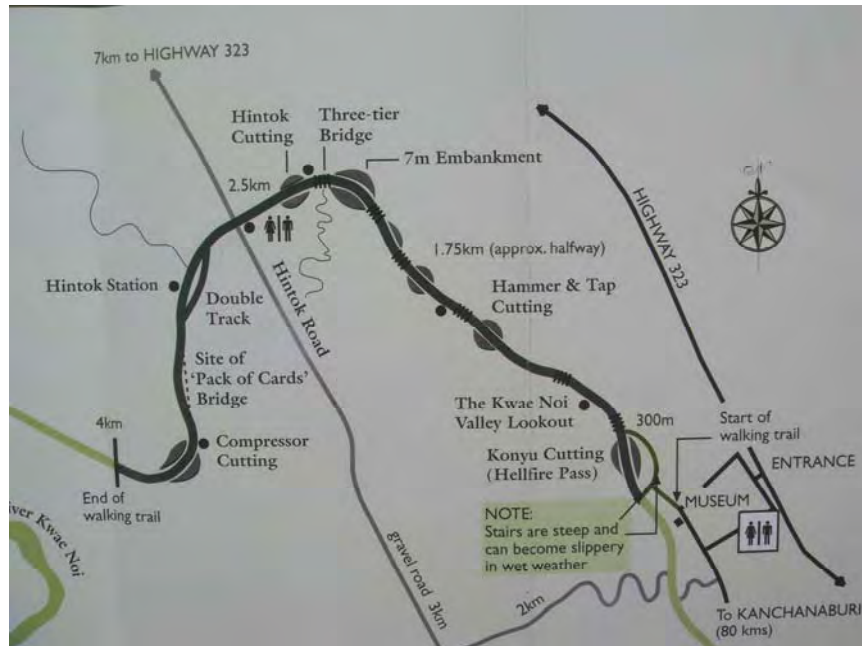 7km to HIGHWAY 323
Hintok
Cutting
Three-tier
Bridge
7m Embankment
2.5km
HIGHWAY 323
1.75km (approx. halfway)
Hintok Station
Double
Track
Hintok Road
Hammer & Tap
Cutting
Site of
'Pack of Cards'
Bridge
The Kwae Noi
Valley Lookout
300m
Start of
walking trail
4km
Compressor
Cutting
Konyu Cutting
(Hellfire Pass)
ENTRANCE
End of
walking trail
MUSEUM
NOTE:
Stairs are steep and
can become slippery
in wet weather
Kwae Noi
gravel road 3km
2km
To KANCHANABURI
(80 kms)